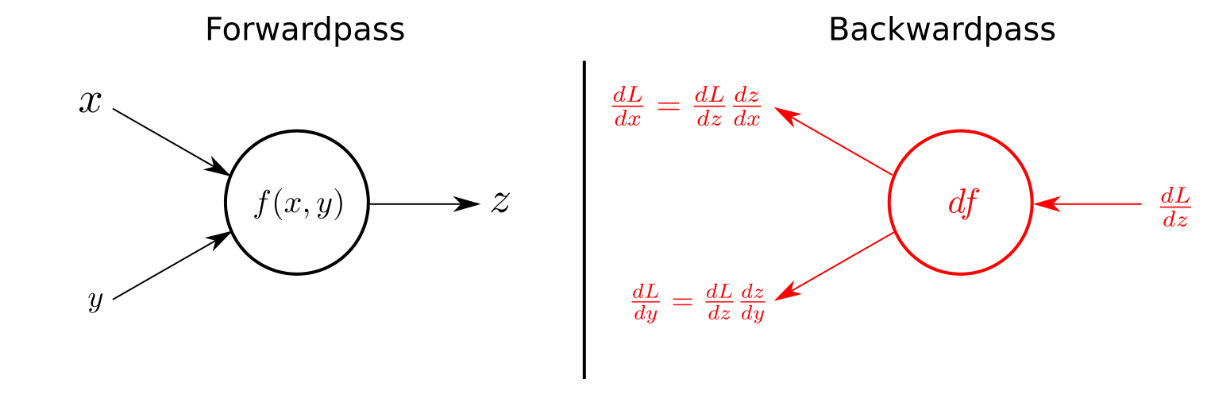 Forwardpass
x
f(x, y)
z
y
Backwardpass
dL/dx = dL/dz dz/dx
df
dL/dz
dL/dy = dL/dz dz/dy